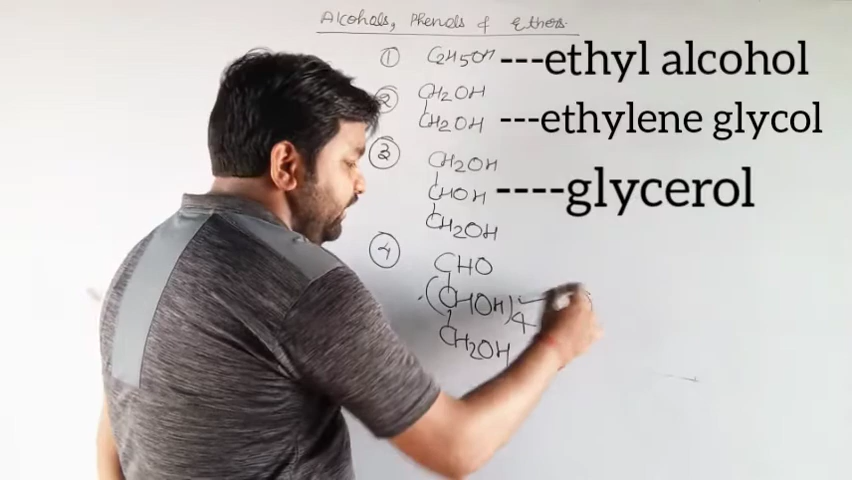 Alcohols, Phenols & Ethers.
① C2H5OH ---ethyl alcohol
② CH2OH
CH2OH ---ethylene glycol
③ CH2OH
CHOH ----glycerol
CH2OH
④ CHO
(CHOH)4
CH2OH